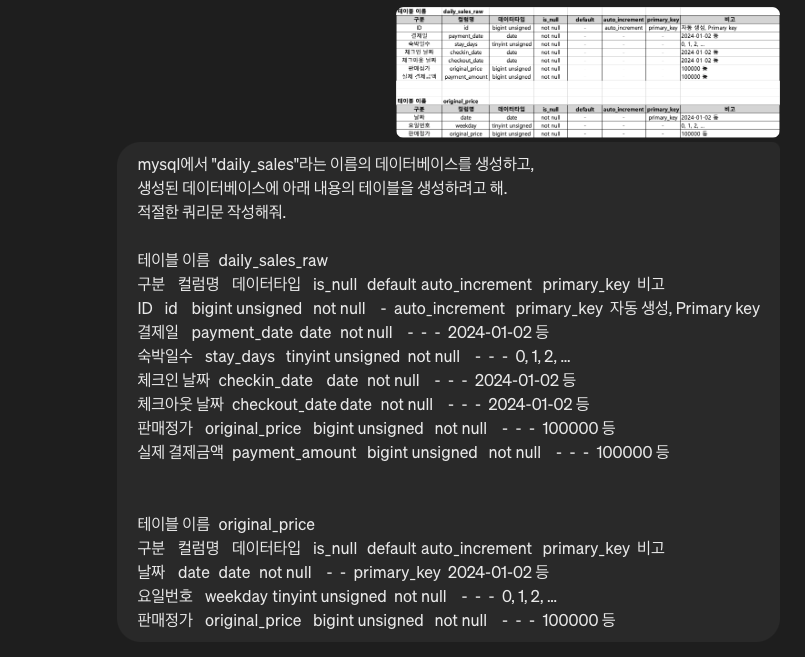 테이블 이름 daily_sales_raw
구분 컬럼명 데이터타입 is_null default auto_increment primary_key 비고
ID id bigint unsigned not null - auto_increment primary_key 자동 생성, Primary key
결제일 payment_date date not null - - - 2024-01-02 등
숙박일수 stay_days tinyint unsigned not null - - - 0, 1, 2, ...
체크인 날짜 checkin_date date not null - - - 2024-01-02 등
체크아웃 날짜 checkout_date date not null - - - 2024-01-02 등
판매정가 original_price bigint unsigned not null - - - 100000 등
실제 결제금액 payment_amount bigint unsigned not null - - - 100000 등
테이블 이름 original_price
구분 컬럼명 데이터타입 is_null default auto_increment primary_key 비고
날짜 date date not null - - primary_key 2024-01-02 등
요일번호 weekday tinyint unsigned not null - - - 0, 1, 2, ...
판매정가 original_price bigint unsigned not null - - - 100000 등
mysql에서 "daily_sales"라는 이름의 데이터베이스를 생성하고,
생성된 데이터베이스에 아래 내용의 테이블을 생성하려고 해.
적절한 쿼리문 작성해줘.
테이블 이름 daily_sales_raw
구분 컬럼명 데이터타입 is_null default auto_increment primary_key 비고
ID id bigint unsigned not null - auto_increment primary_key 자동 생성, Primary key
결제일 payment_date date not null - - - 2024-01-02 등
숙박일수 stay_days tinyint unsigned not null - - - 0, 1, 2, ...
체크인 날짜 checkin_date date not null - - - 2024-01-02 등
체크아웃 날짜 checkout_date date not null - - - 2024-01-02 등
판매정가 original_price bigint unsigned not null - - - 100000 등
실제 결제금액 payment_amount bigint unsigned not null - - - 100000 등
테이블 이름 original_price
구분 컬럼명 데이터타입 is_null default auto_increment primary_key 비고
날짜 date date not null - - primary_key 2024-01-02 등
요일번호 weekday tinyint unsigned not null - - - 0, 1, 2, ...
판매정가 original_price bigint unsigned not null - - - 100000 등